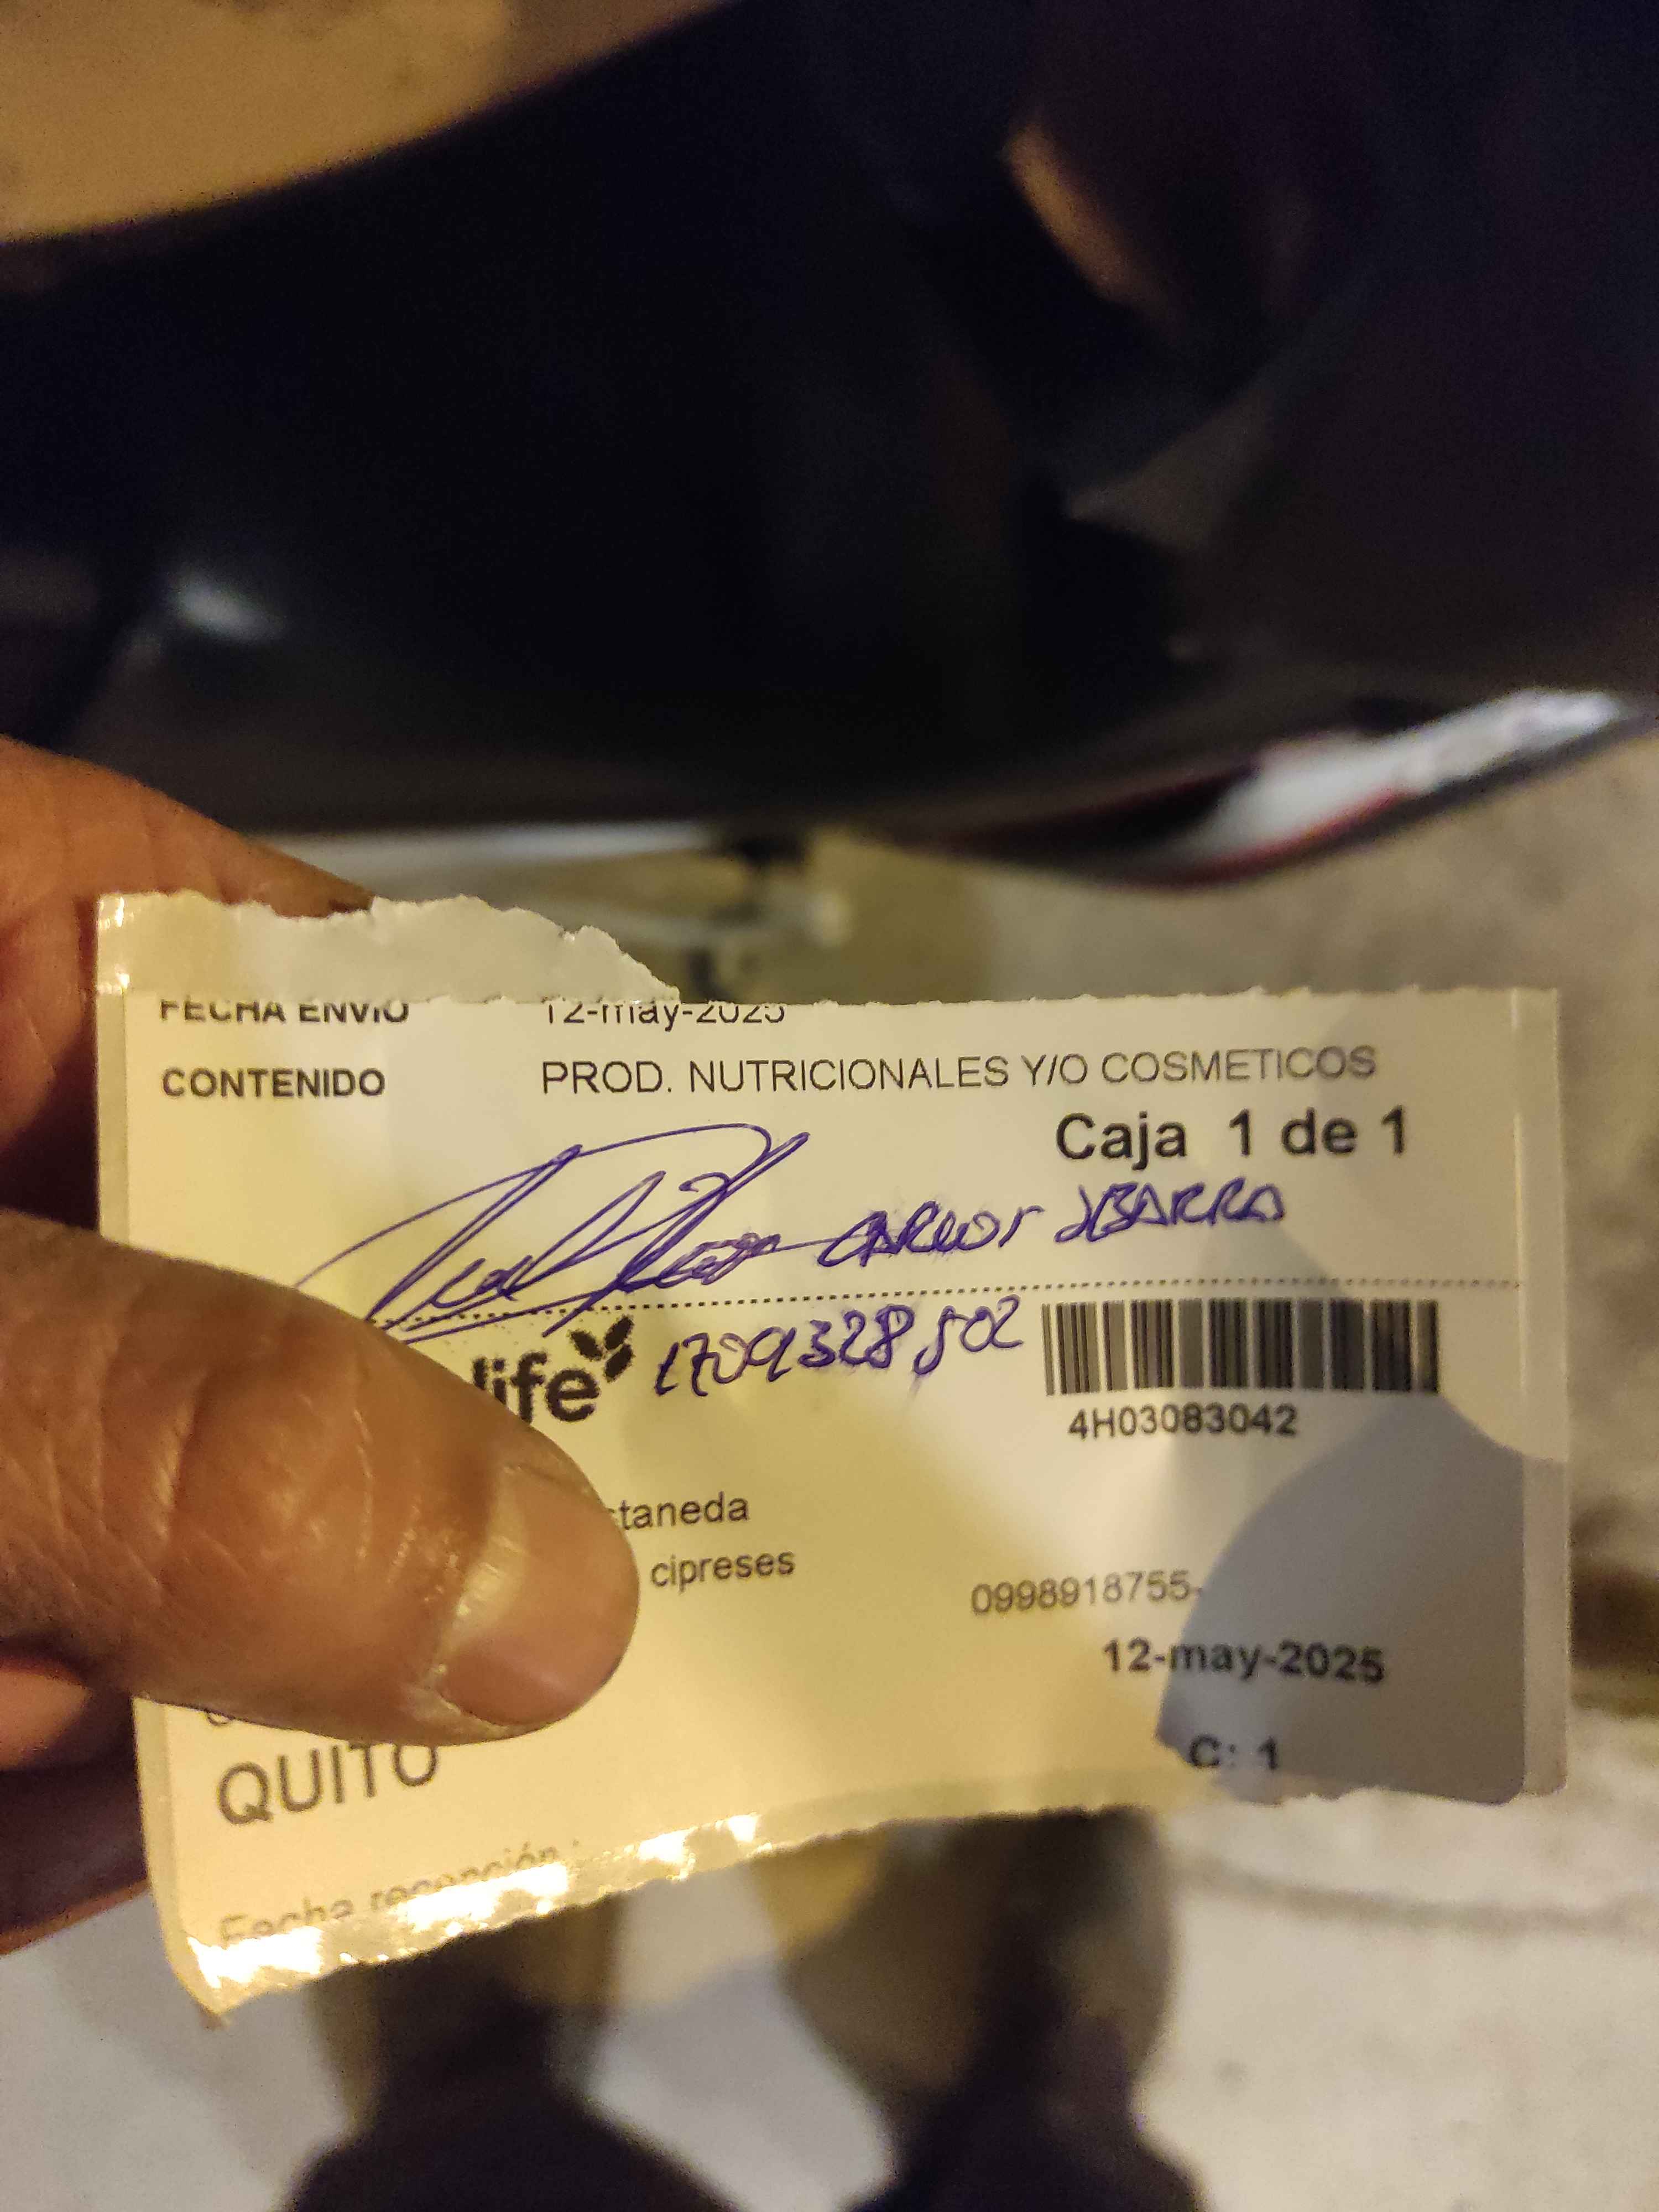 FECHA ENVIO 12-may-2025
CONTENIDO PROD. NUTRICIONALES Y/O COSMETICOS
Caja 1 de 1
CARLOS IBARRA
1709328502
life
4H03083042
staneda
cipreses
0998918755-
12-may-2025
C: 1
QUITO
Fecha recepción :